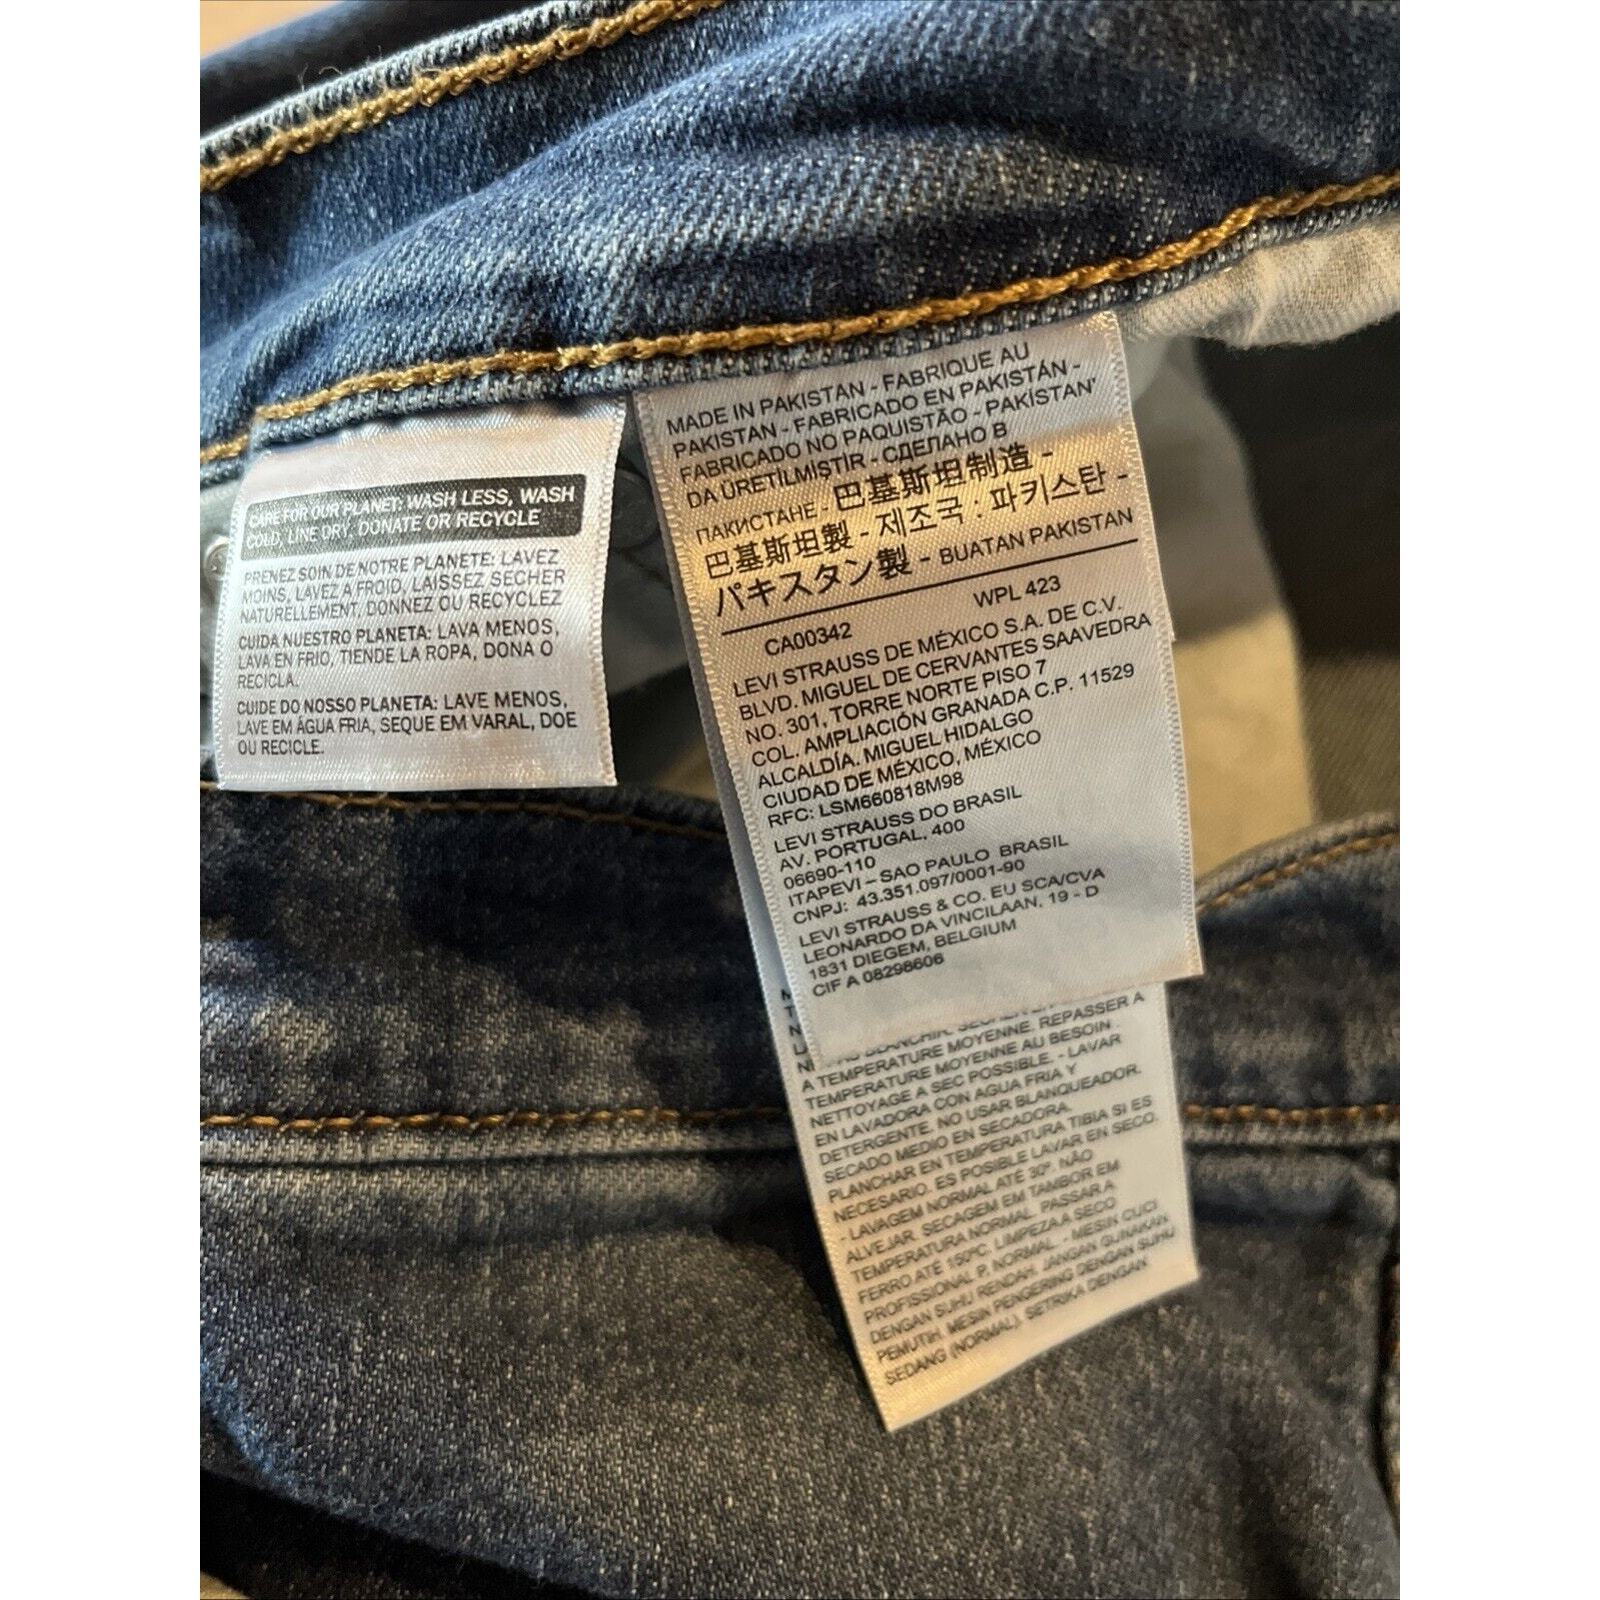 CARE FOR OUR PLANET: WASH LESS, WASH
COLD, LINE DRY, DONATE OR RECYCLE
PRENEZ SOIN DE NOTRE PLANETE: LAVEZ
MOINS, LAVEZ A FROID, LAISSEZ SECHER
NATURELLEMENT, DONNEZ OU RECYCLEZ
CUIDA NUESTRO PLANETA: LAVA MENOS,
LAVA EN FRIO, TIENDE LA ROPA, DONA O
RECICLA.
CUIDE DO NOSSO PLANETA: LAVE MENOS,
LAVE EM ÁGUA FRIA, SEQUE EM VARAL, DOE
OU RECICLE.
MADE IN PAKISTAN - FABRIQUE AU
PAKISTAN - FABRICADO EN PAKISTÁN -
FABRICADO NO PAQUISTÃO - PAKİSTAN'
DA ÜRETİLMİŞTİR - СДЕЛАНО В
ПАКИСТАНЕ - 巴基斯坦制造 -
巴基斯坦製 - 제조국 : 파키스탄 -
パキスタン製 - BUATAN PAKISTAN
CA00342 WPL 423
LEVI STRAUSS DE MÉXICO S.A. DE C.V.
BLVD. MIGUEL DE CERVANTES SAAVEDRA
NO. 301, TORRE NORTE PISO 7
COL. AMPLIACIÓN GRANADA C.P. 11529
ALCALDÍA. MIGUEL HIDALGO
CIUDAD DE MÉXICO, MÉXICO
RFC: LSM660818M98
LEVI STRAUSS DO BRASIL
AV. PORTUGAL, 400
06690-110
ITAPEVI – SAO PAULO BRASIL
CNPJ: 43.351.097/0001-90
LEVI STRAUSS & CO. EU SCA/CVA
LEONARDO DA VINCILAAN, 19 - D
1831 DIEGEM, BELGIUM
CIF A 08298606
MOYENNE. REPASSER A
A TEMPERATURE MOYENNE AU BESOIN.
TEMPERATURE
NETTOYAGE A SEC POSSIBLE. - LAVAR
EN LAVADORA CON AGUA FRIA Y
DETERGENTE. NO USAR BLANQUEADOR.
SECADO MEDIO EN SECADORA.
PLANCHAR EN TEMPERATURA TIBIA SI ES
NECESARIO. ES POSIBLE LAVAR EN SECO.
- LAVAGEM NORMAL ATÉ 30º. NÃO
ALVEJAR. SECAGEM EM TAMBOR EM
TEMPERATURA NORMAL. PASSAR A
FERRO ATÉ 150ºC. LIMPEZA A SECO
PROFISSIONAL P, NORMAL - MESIN CUCI
DENGAN SUHU RENDAH. JANGAN GUNAKAN
PEMUTIH. MESIN PENGERING DENGAN SUHU
SEDANG (NORMAL). SETRIKA DENGAN